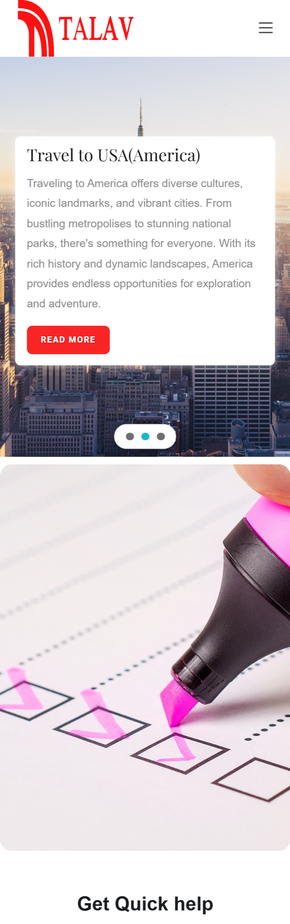 TALAV
Travel to USA(America)
Traveling to America offers diverse cultures,
iconic landmarks, and vibrant cities. From
bustling metropolises to stunning national
parks, there's something for everyone. With its
rich history and dynamic landscapes, America
provides endless opportunities for exploration
and adventure.
READ MORE
Get Quick help